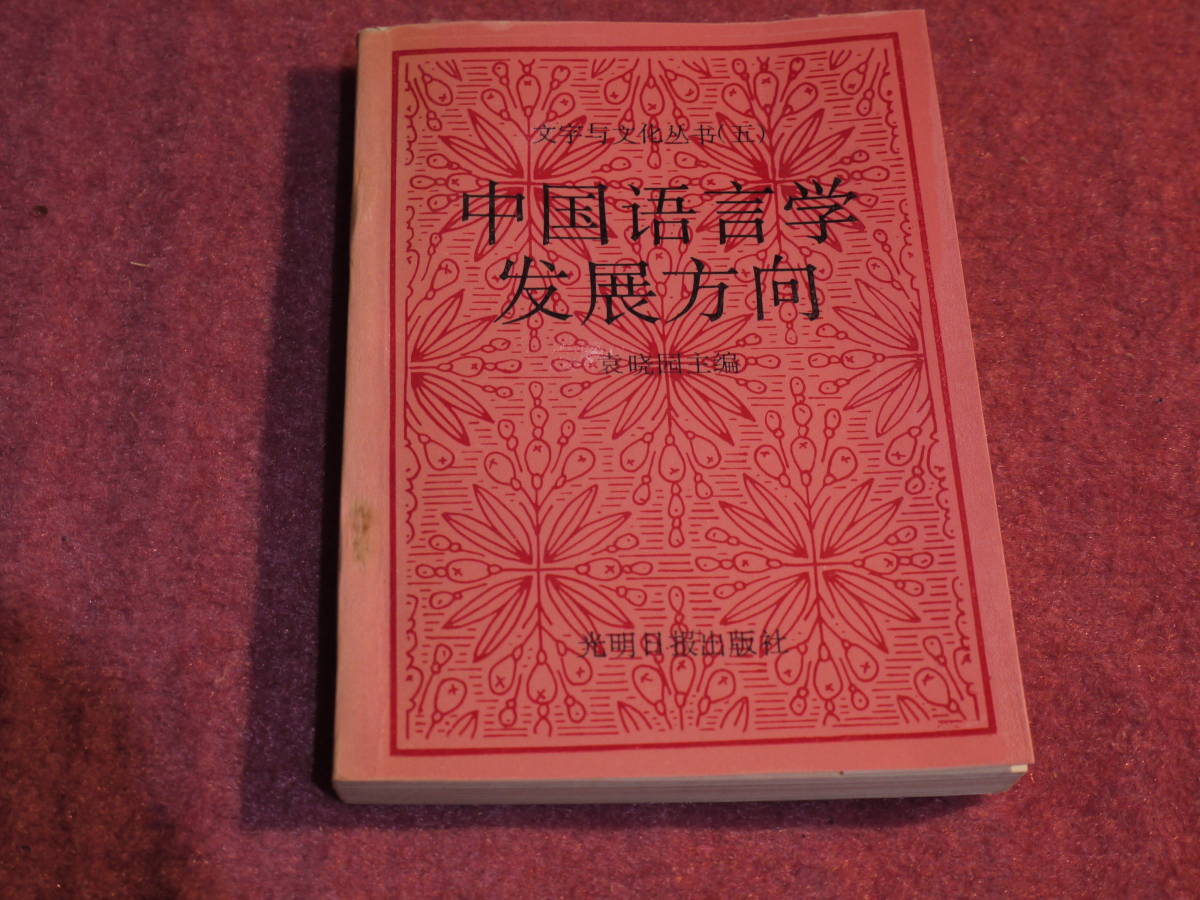 文字与文化丛书(五)
中国语言学
发展方向
袁晓园主编
光明日报出版社